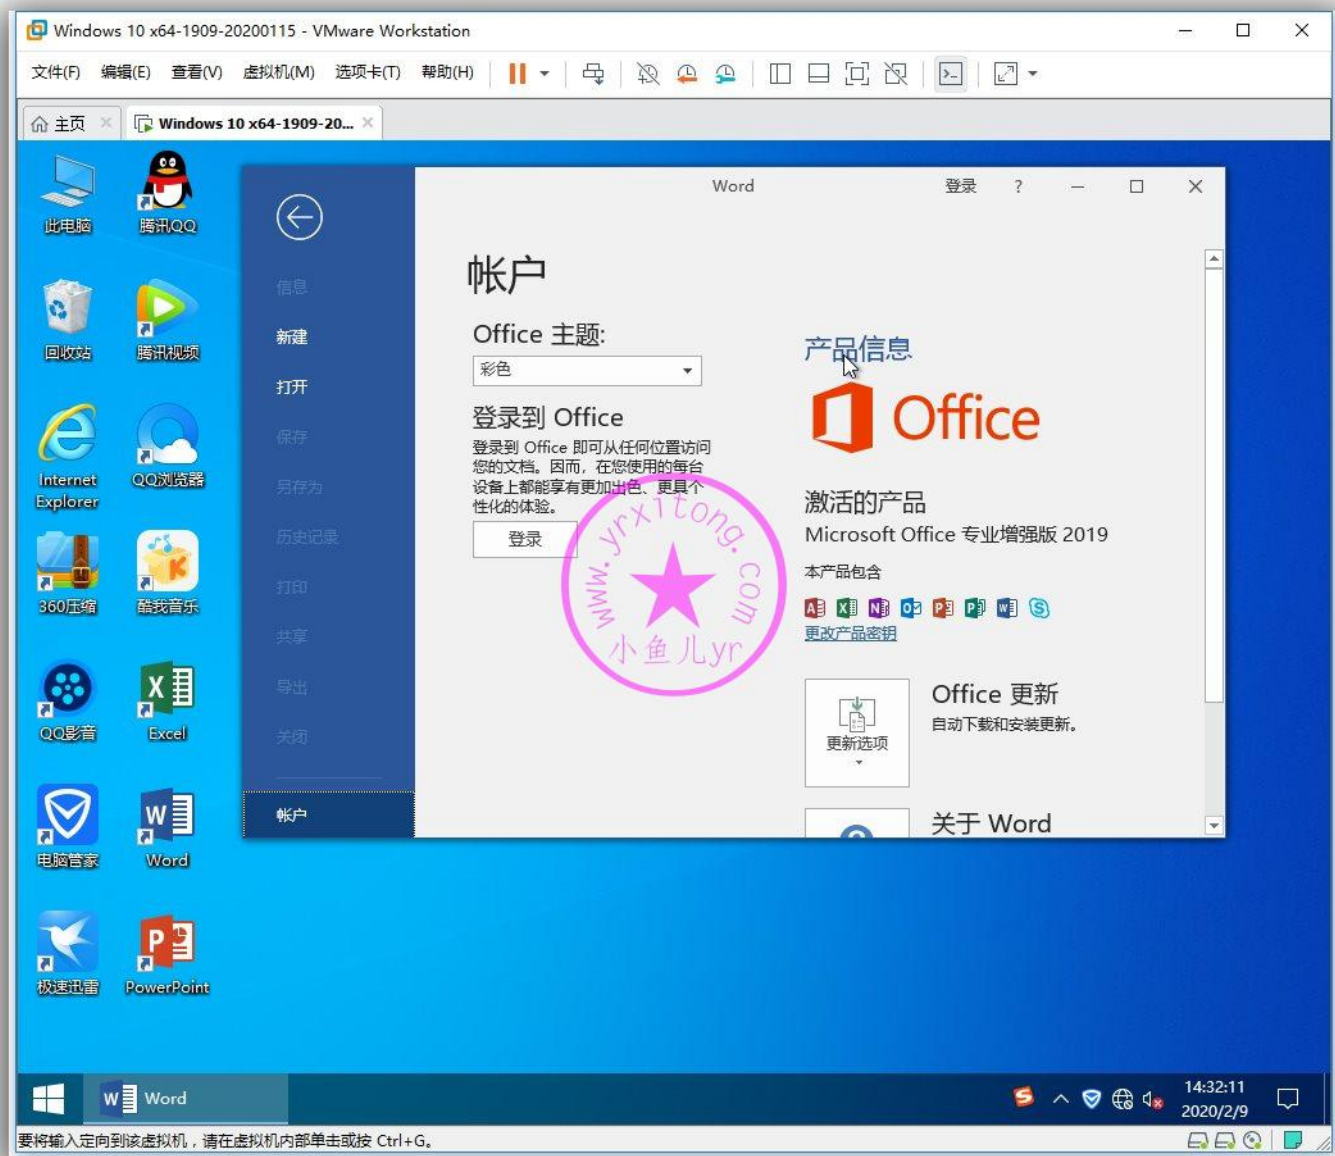 Windows 10 x64-1909-20200115 - VMware Workstation
文件(F) 编辑(E) 查看(V) 虚拟机(M) 选项卡(T) 帮助(H)
主页
Windows 10 x64-1909-20...
此电脑
腾讯QQ
回收站
腾讯视频
Internet Explorer
QQ浏览器
360压缩
酷我音乐
QQ影音
Excel
电脑管家
Word
极速迅雷
PowerPoint
Word
登录
?
信息
新建
打开
保存
另存为
历史记录
打印
共享
导出
关闭
帐户
帐户
Office 主题:
彩色
登录到 Office
登录到 Office 即可从任何位置访问
您的文档。因而，在您使用的每台
设备上都能享有更加出色、更具个
性化的体验。
登录
产品信息
Office
激活的产品
Microsoft Office 专业增强版 2019
本产品包含
更改产品密钥
更新选项
Office 更新
自动下载和安装更新。
关于 Word
www.yrxitong.com
小鱼儿yr
Word
14:32:11
2020/2/9
要将输入定向到该虚拟机，请在虚拟机内部单击或按 Ctrl+G。